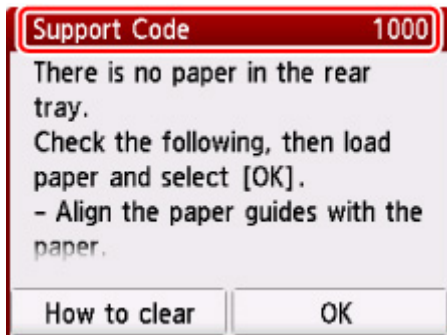 Support Code 1000
There is no paper in the rear
tray.
Check the following, then load
paper and select [OK].
– Align the paper guides with the
paper.
How to clear
OK